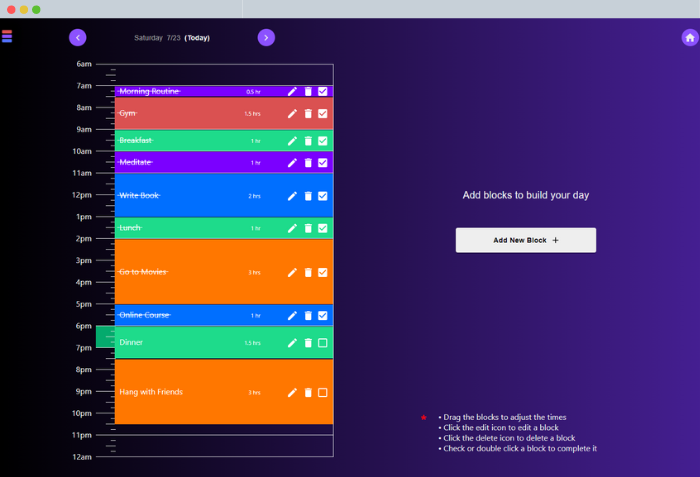 Saturday 7/23 (Today)
6am
7am
Morning Routine 0.5 hr
8am
Gym 1.5 hrs
9am
Breakfast 1 hr
10am
Meditate 1 hr
11am
12pm
Write Book 2 hrs
1pm
Lunch 1 hr
2pm
3pm
Go to Movies 3 hrs
4pm
5pm
Online Course 1 hr
6pm
Dinner 1.5 hrs
7pm
8pm
9pm
Hang with Friends 3 hrs
10pm
11pm
12am
Add blocks to build your day
Add New Block +
• Drag the blocks to adjust the times
• Click the edit icon to edit a block
• Click the delete icon to delete a block
• Check or double click a block to complete it